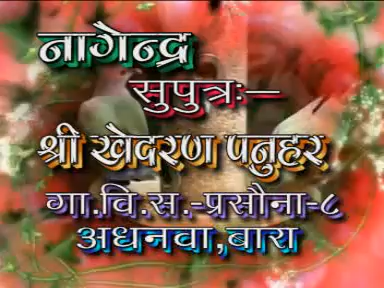 नागेन्द्र
सुपुत्रः—
श्री खेदरण पनुहर
गा.वि.स.-प्रसौना-८
अधनवा,बारा